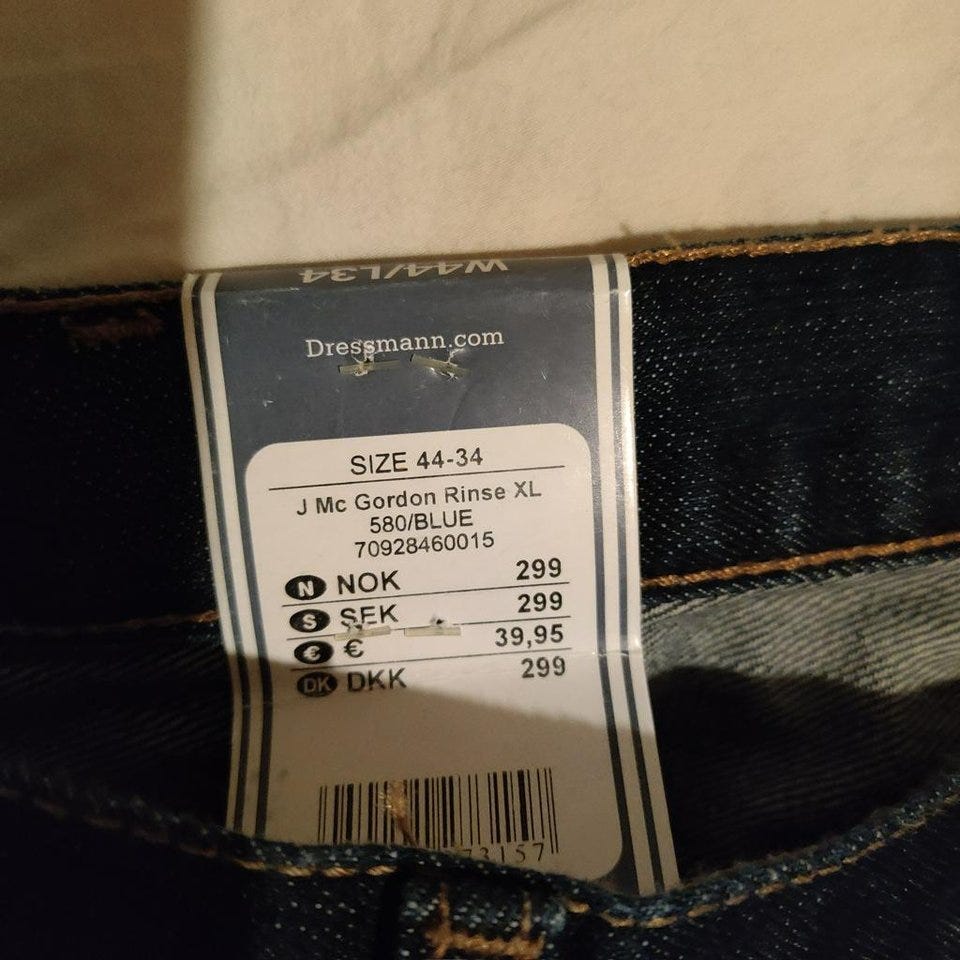 W44/L34
Dressmann.com
SIZE 44-34
J Mc Gordon Rinse XL
580/BLUE
70928460015
N NOK 299
S SEK 299
€ € 39,95
DK DKK 299
73157